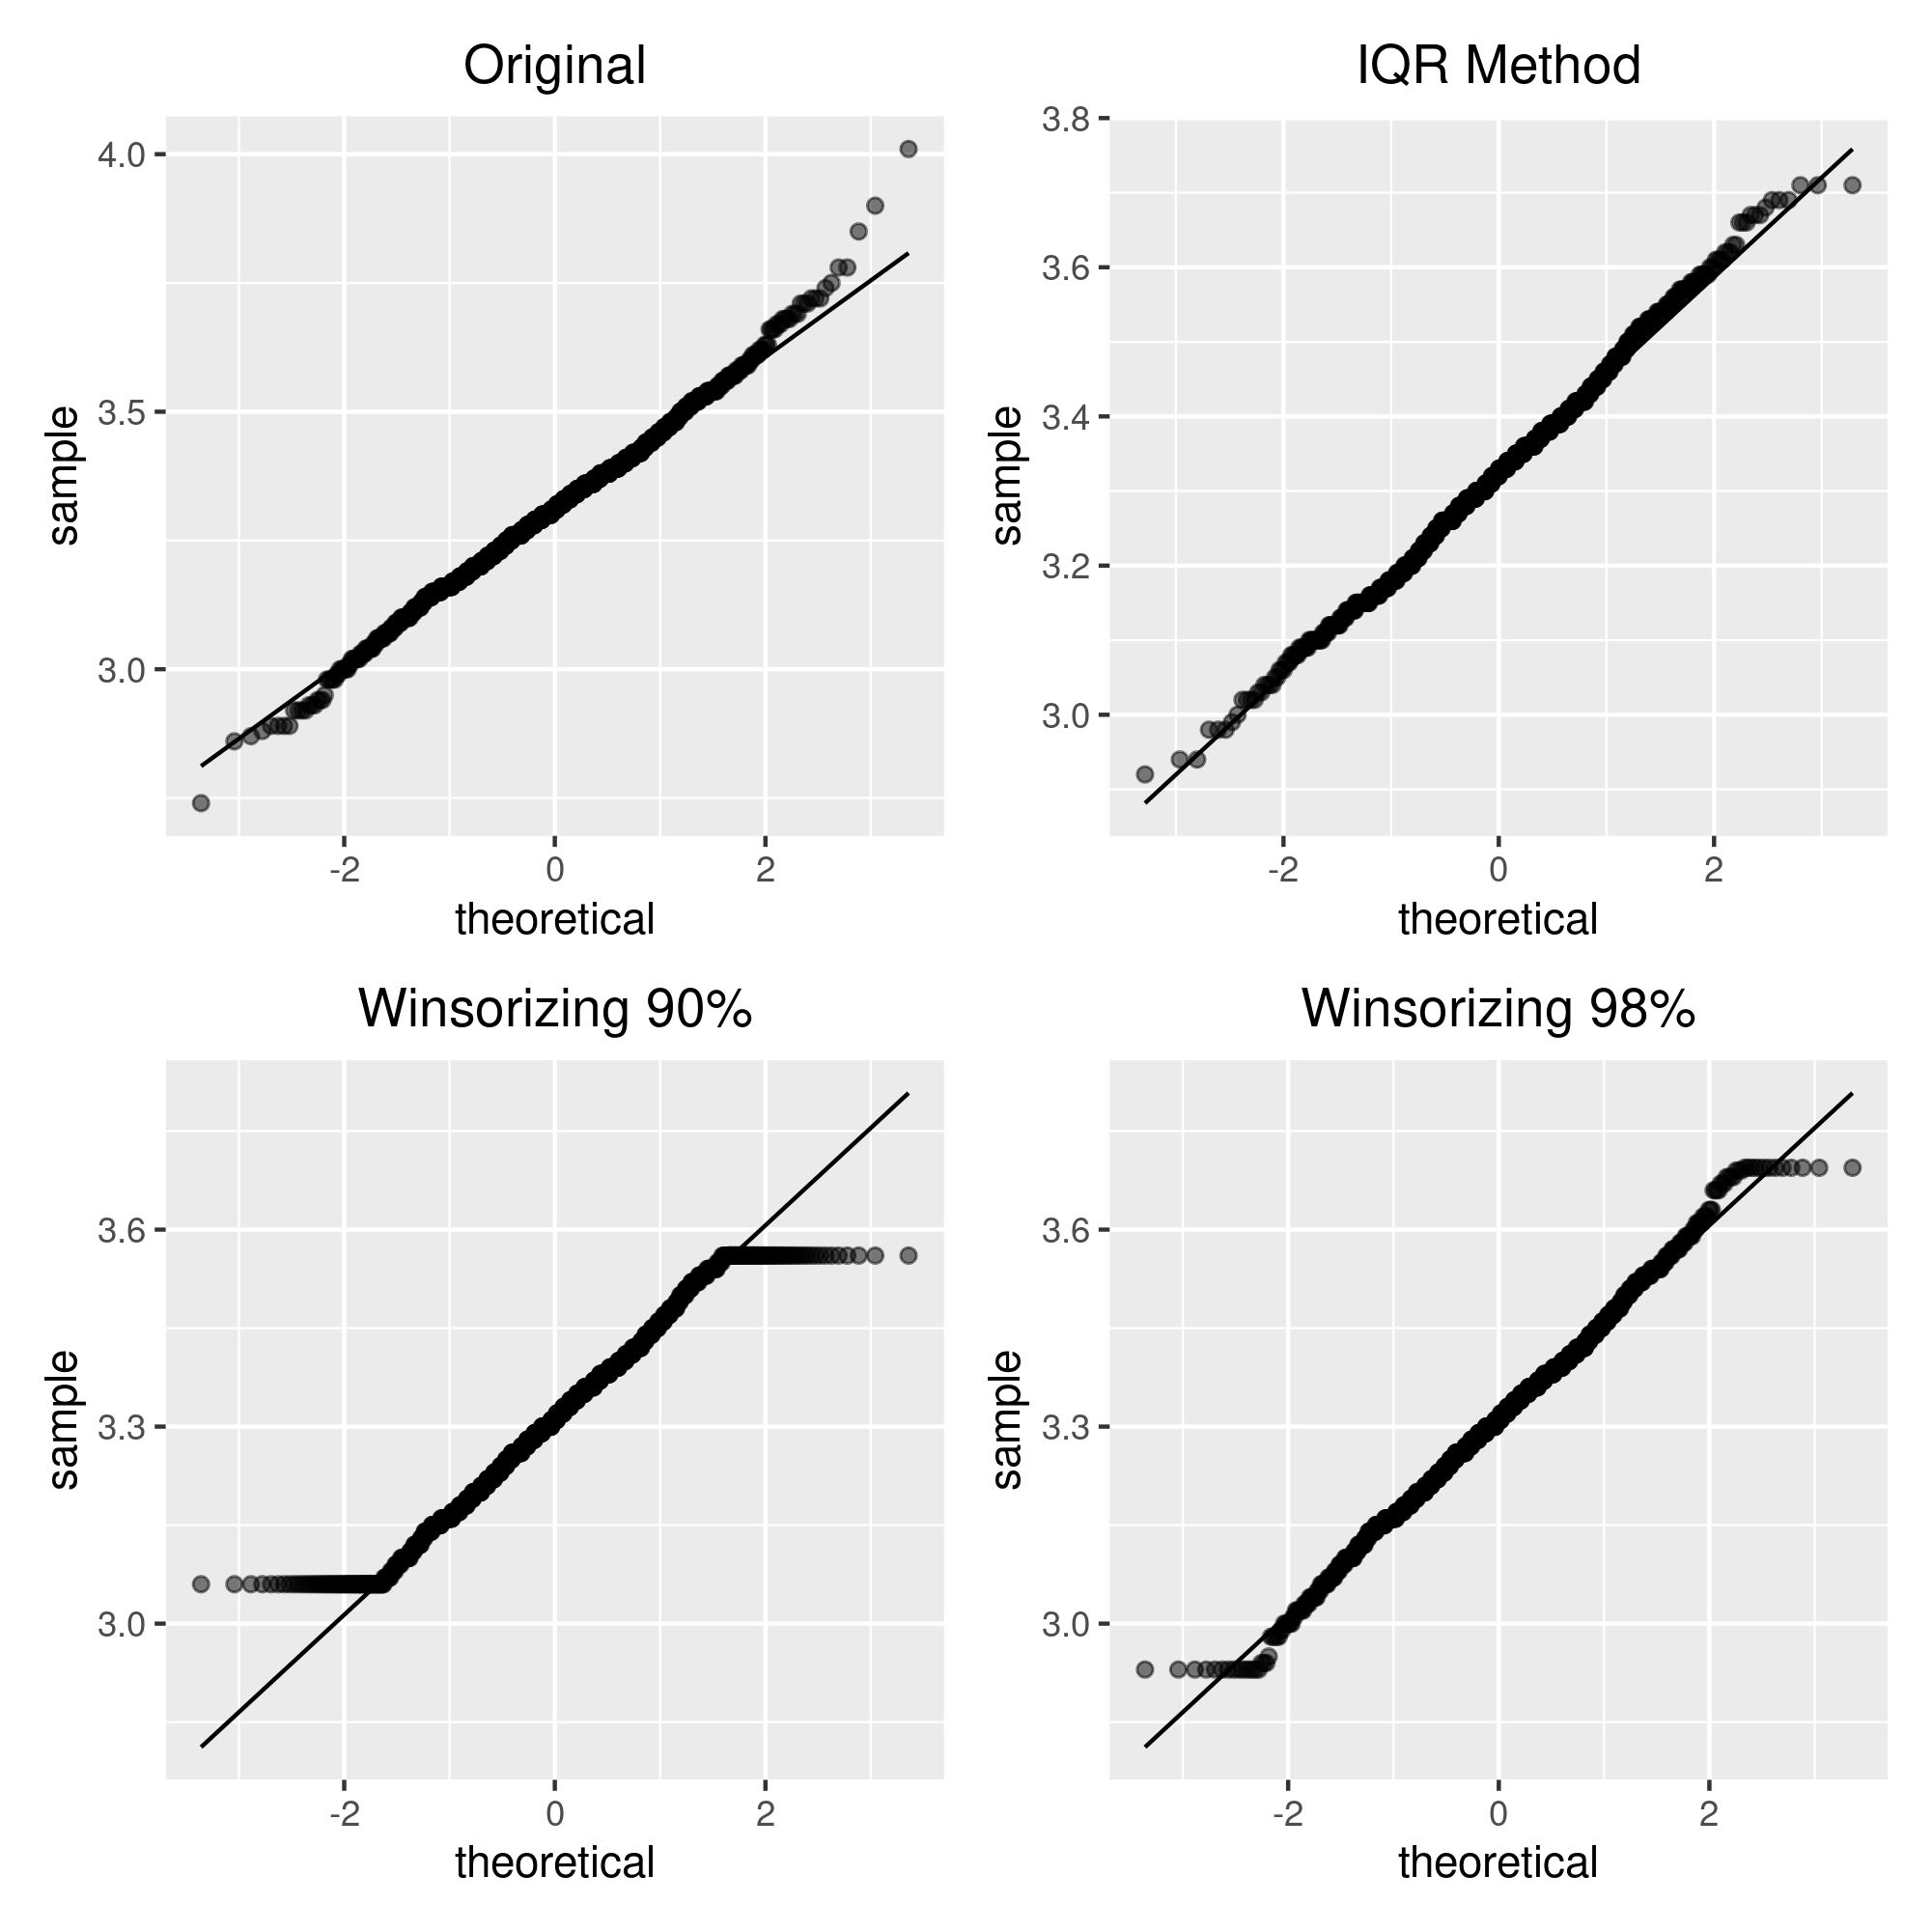 Original
4.0
3.5
3.0
sample
-2 0 2
theoretical
IQR Method
3.8
3.6
3.4
3.2
3.0
sample
-2 0 2
theoretical
Winsorizing 90%
3.6
3.3
3.0
sample
-2 0 2
theoretical
Winsorizing 98%
3.6
3.3
3.0
sample
-2 0 2
theoretical